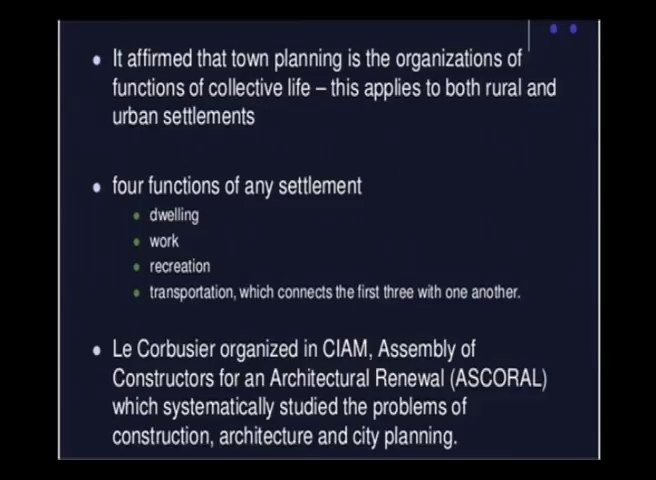 It affirmed that town planning is the organizations of
functions of collective life – this applies to both rural and
urban settlements
four functions of any settlement
dwelling
work
recreation
transportation, which connects the first three with one another.
Le Corbusier organized in CIAM, Assembly of
Constructors for an Architectural Renewal (ASCORAL)
which systematically studied the problems of
construction, architecture and city planning.